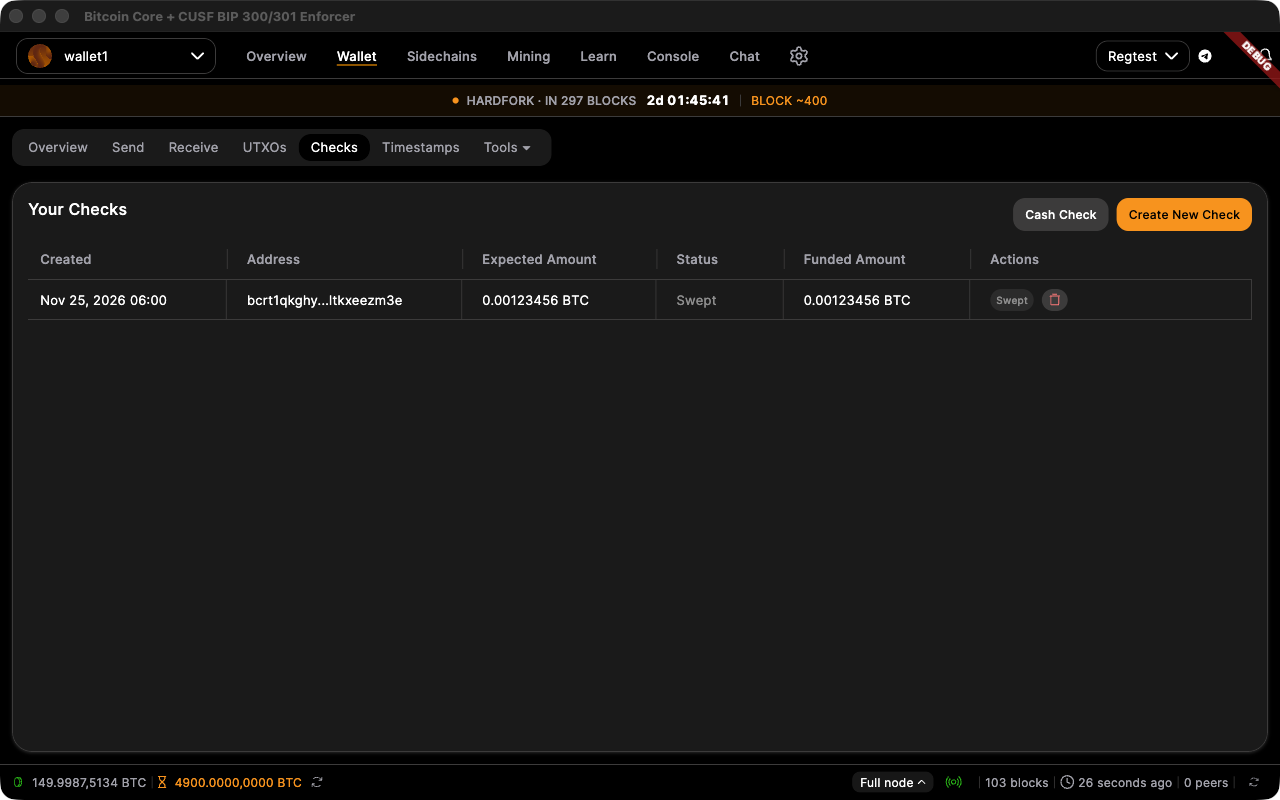 Bitcoin Core + CUSF BIP 300/301 Enforcer
wallet1 Overview Wallet Sidechains Mining Learn Console Chat Regtest DEBUG
HARDFORK · IN 297 BLOCKS 2d 01:45:41 BLOCK ~400
Overview Send Receive UTXOs Checks Timestamps Tools
Your Checks
Cash Check Create New Check
Created Address Expected Amount Status Funded Amount Actions
Nov 25, 2026 06:00 bcrt1qkghy...ltkxeezm3e 0.00123456 BTC Swept 0.00123456 BTC Swept
149.9987,5134 BTC 4900.0000,0000 BTC Full node 103 blocks 26 seconds ago 0 peers